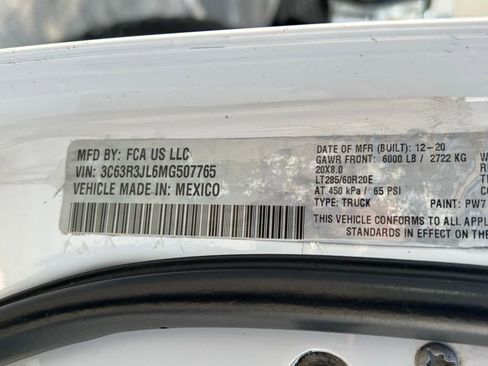 MFD BY: FCA US LLC
VIN: 3C63R3JL6MG507765
VEHICLE MADE IN: MEXICO
DATE OF MFR (BUILT): 12-20
GAWR FRONT: 6000 LB / 2722 KG
20X8.0
LT285/60R20E
AT 450 kPa / 65 PSI
TYPE: TRUCK
PAINT: PW7
THIS VEHICLE CONFORMS TO ALL
STANDARDS IN EFFECT ON THE